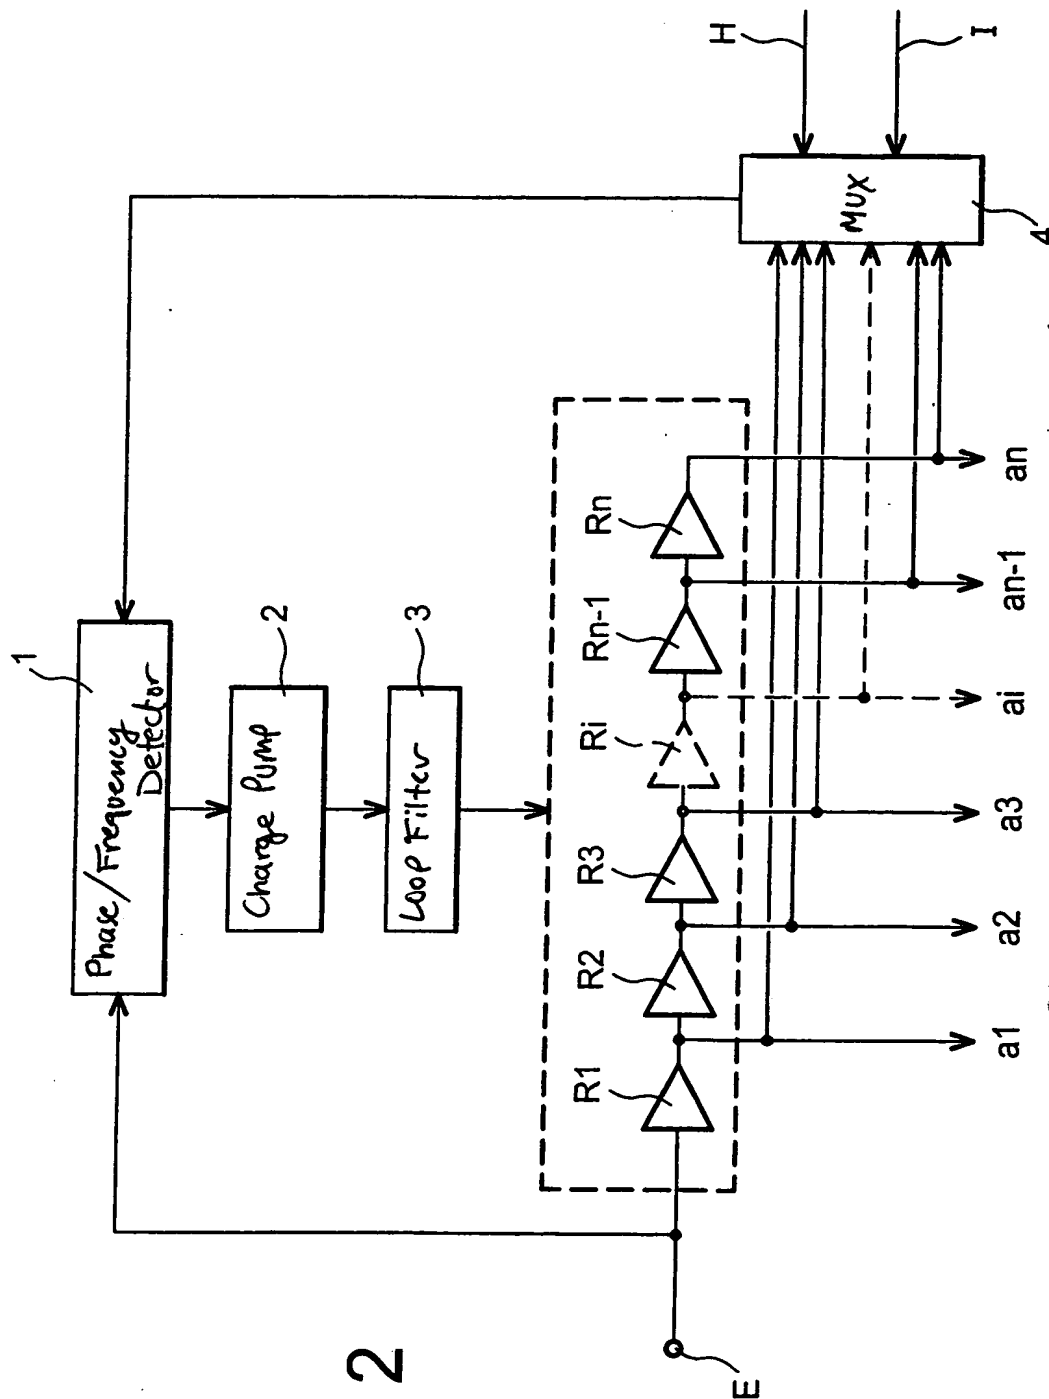 2
1
Phase/Frequency
Detector
2
Charge Pump
3
Loop Filter
R1
R2
R3
Ri
Rn-1
Rn
E
a1
a2
a3
ai
an-1
an
MUX
4
H
I